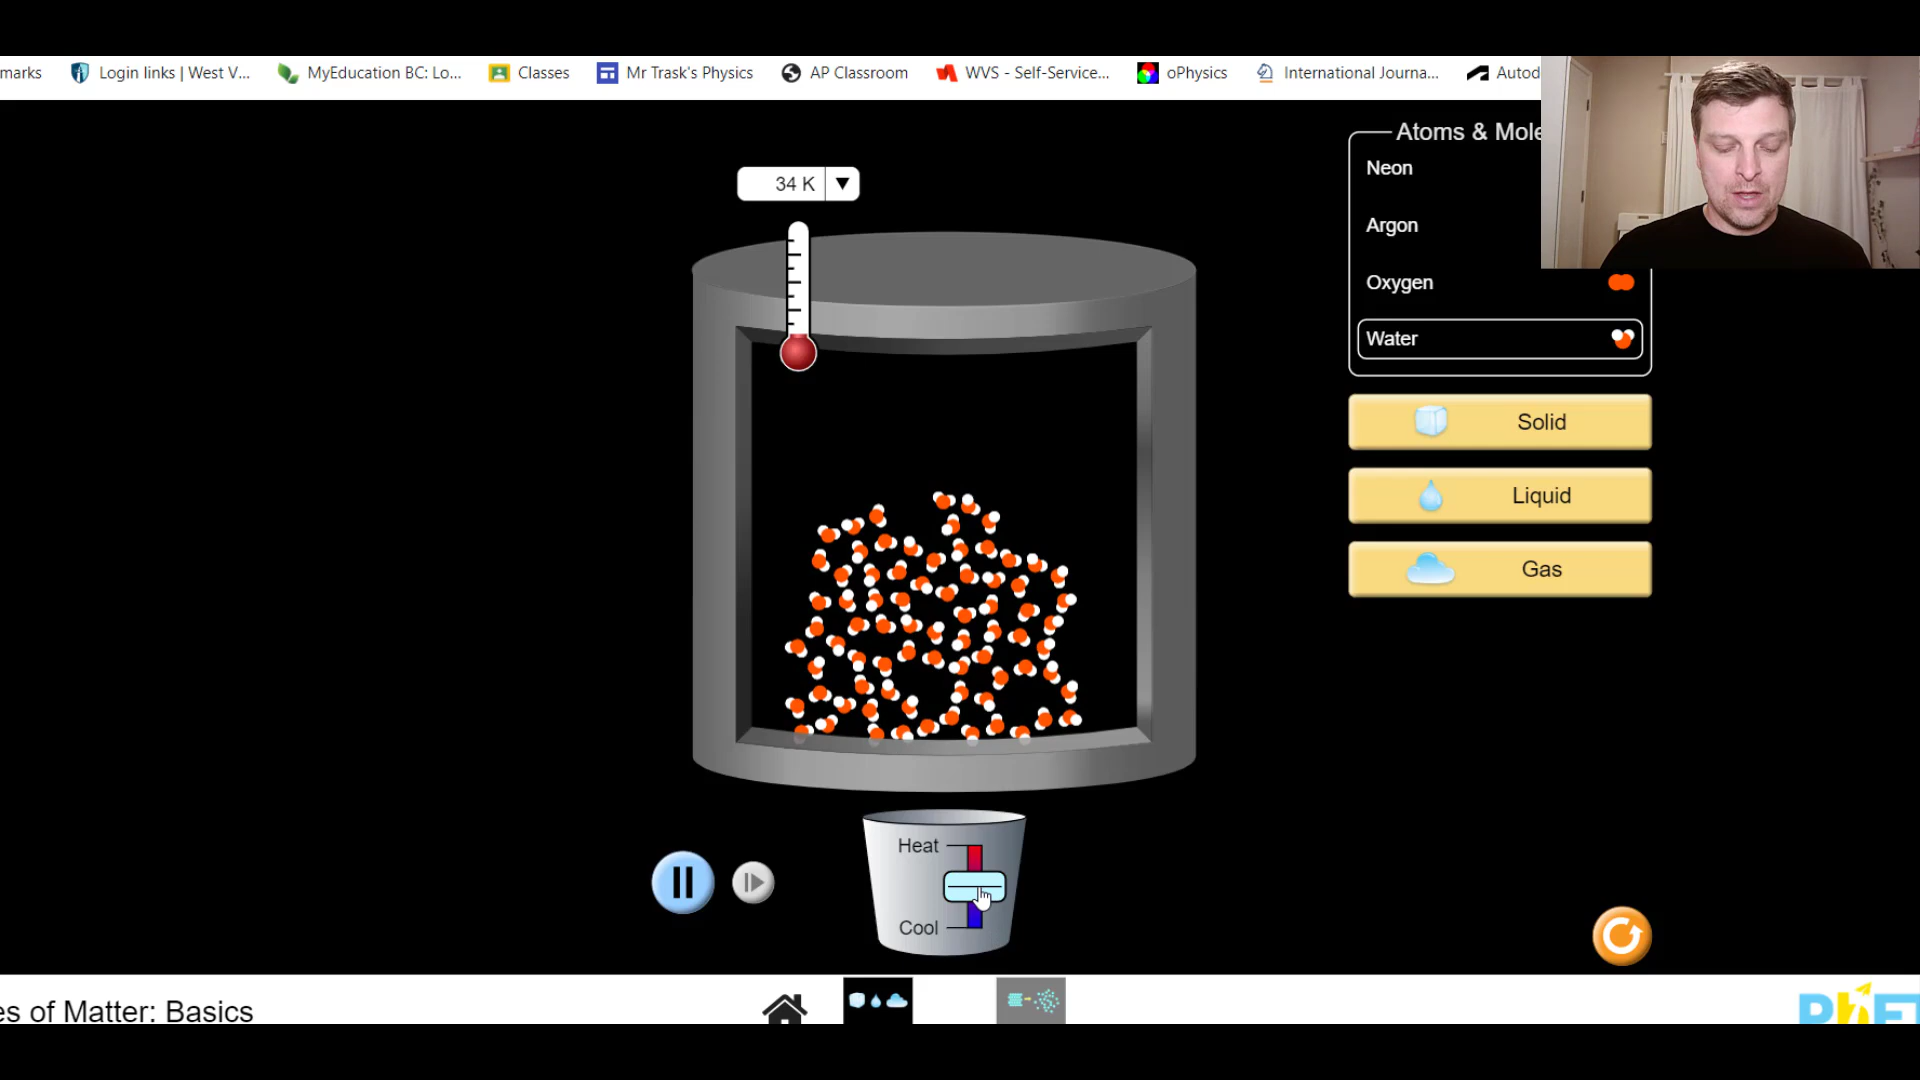 marks Login links | West V... MyEducation BC: Lo... Classes Mr Trask's Physics AP Classroom WVS - Self-Service... oPhysics International Journa... Autod
34 K
Atoms & Mole
Neon
Argon
Oxygen
Water
Solid
Liquid
Gas
Heat
Cool
es of Matter: Basics